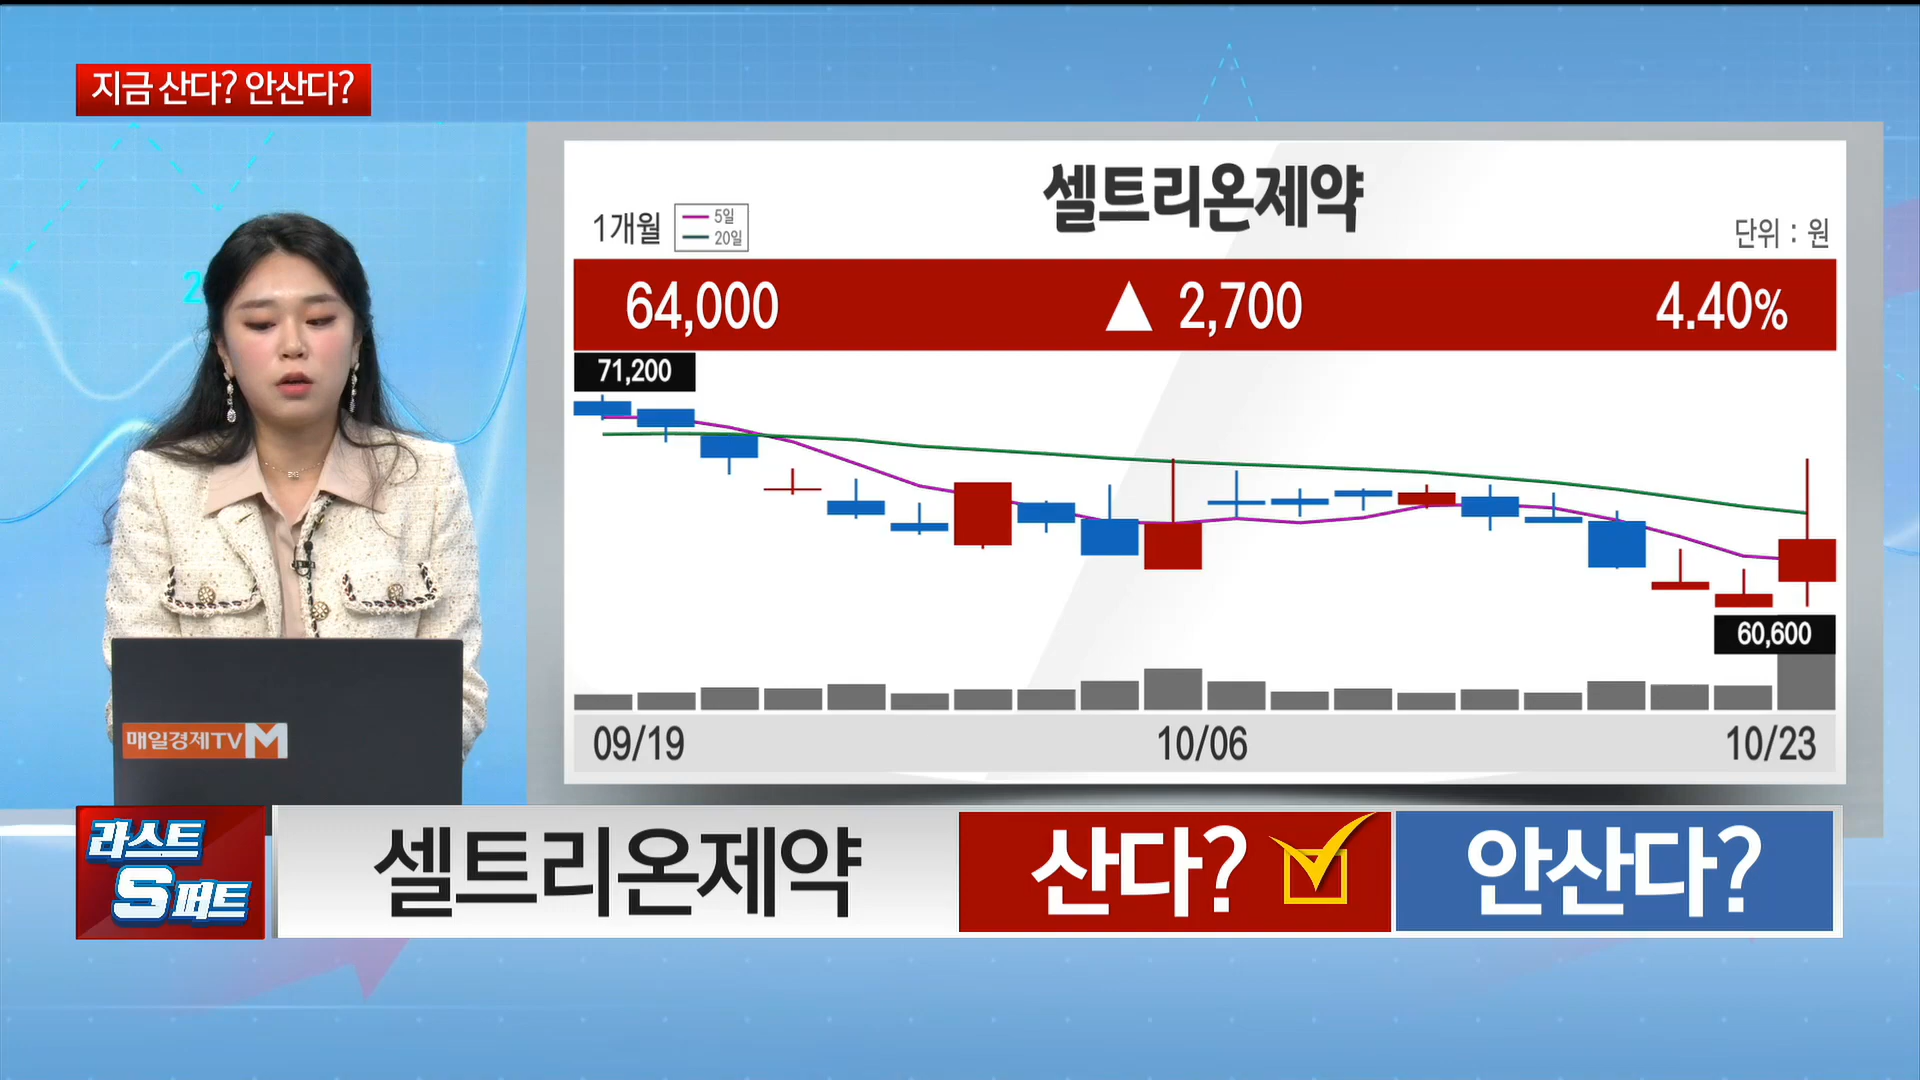 지금 산다? 안산다?
셀트리온제약
1개월
5일
20일
단위 : 원
64,000 ▲ 2,700 4.40%
71,200
60,600
09/19 10/06 10/23
2
매일경제TV M
라스트
S퍼트
셀트리온제약 산다? 안산다?